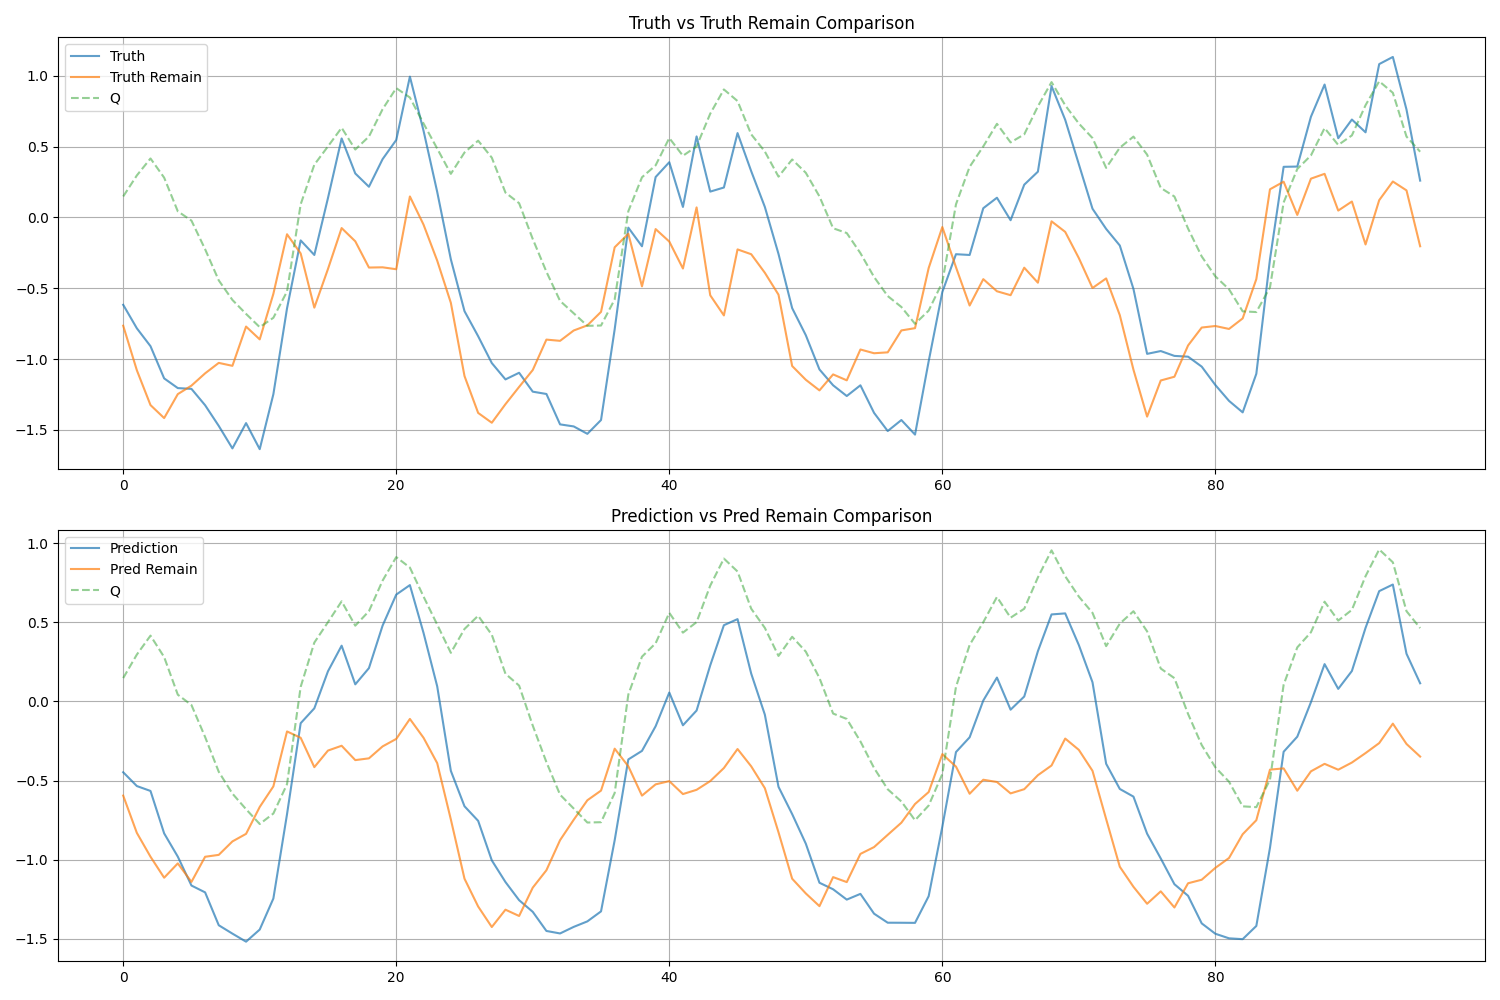 Truth vs Truth Remain Comparison
Truth
Truth Remain
Q
1.0
0.5
0.0
−0.5
−1.0
−1.5
0 20 40 60 80
Prediction vs Pred Remain Comparison
Prediction
Pred Remain
Q
1.0
0.5
0.0
−0.5
−1.0
−1.5
0 20 40 60 80